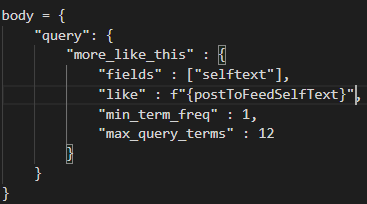 body = {
    "query": {
        "more_like_this" : {
            "fields" : ["selftext"],
            "like" : f"{postToFeedSelfText}",
            "min_term_freq" : 1,
            "max_query_terms" : 12
        }
    }
}